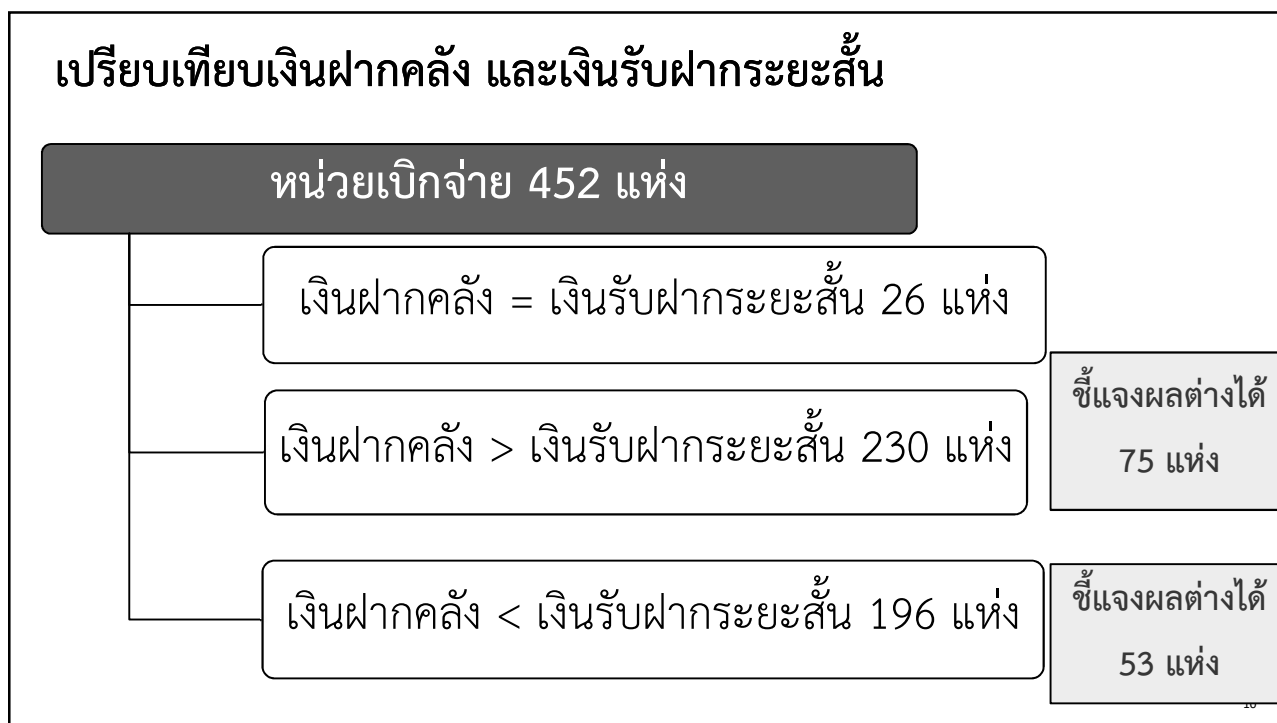 เปรียบเทียบเงินฝากคลัง และเงินรับฝากระยะสั้น
หน่วยเบิกจ่าย 452 แห่ง
เงินฝากคลัง = เงินรับฝากระยะสั้น 26 แห่ง
เงินฝากคลัง > เงินรับฝากระยะสั้น 230 แห่ง
ชี้แจงผลต่างได้
75 แห่ง
เงินฝากคลัง < เงินรับฝากระยะสั้น 196 แห่ง
ชี้แจงผลต่างได้
53 แห่ง